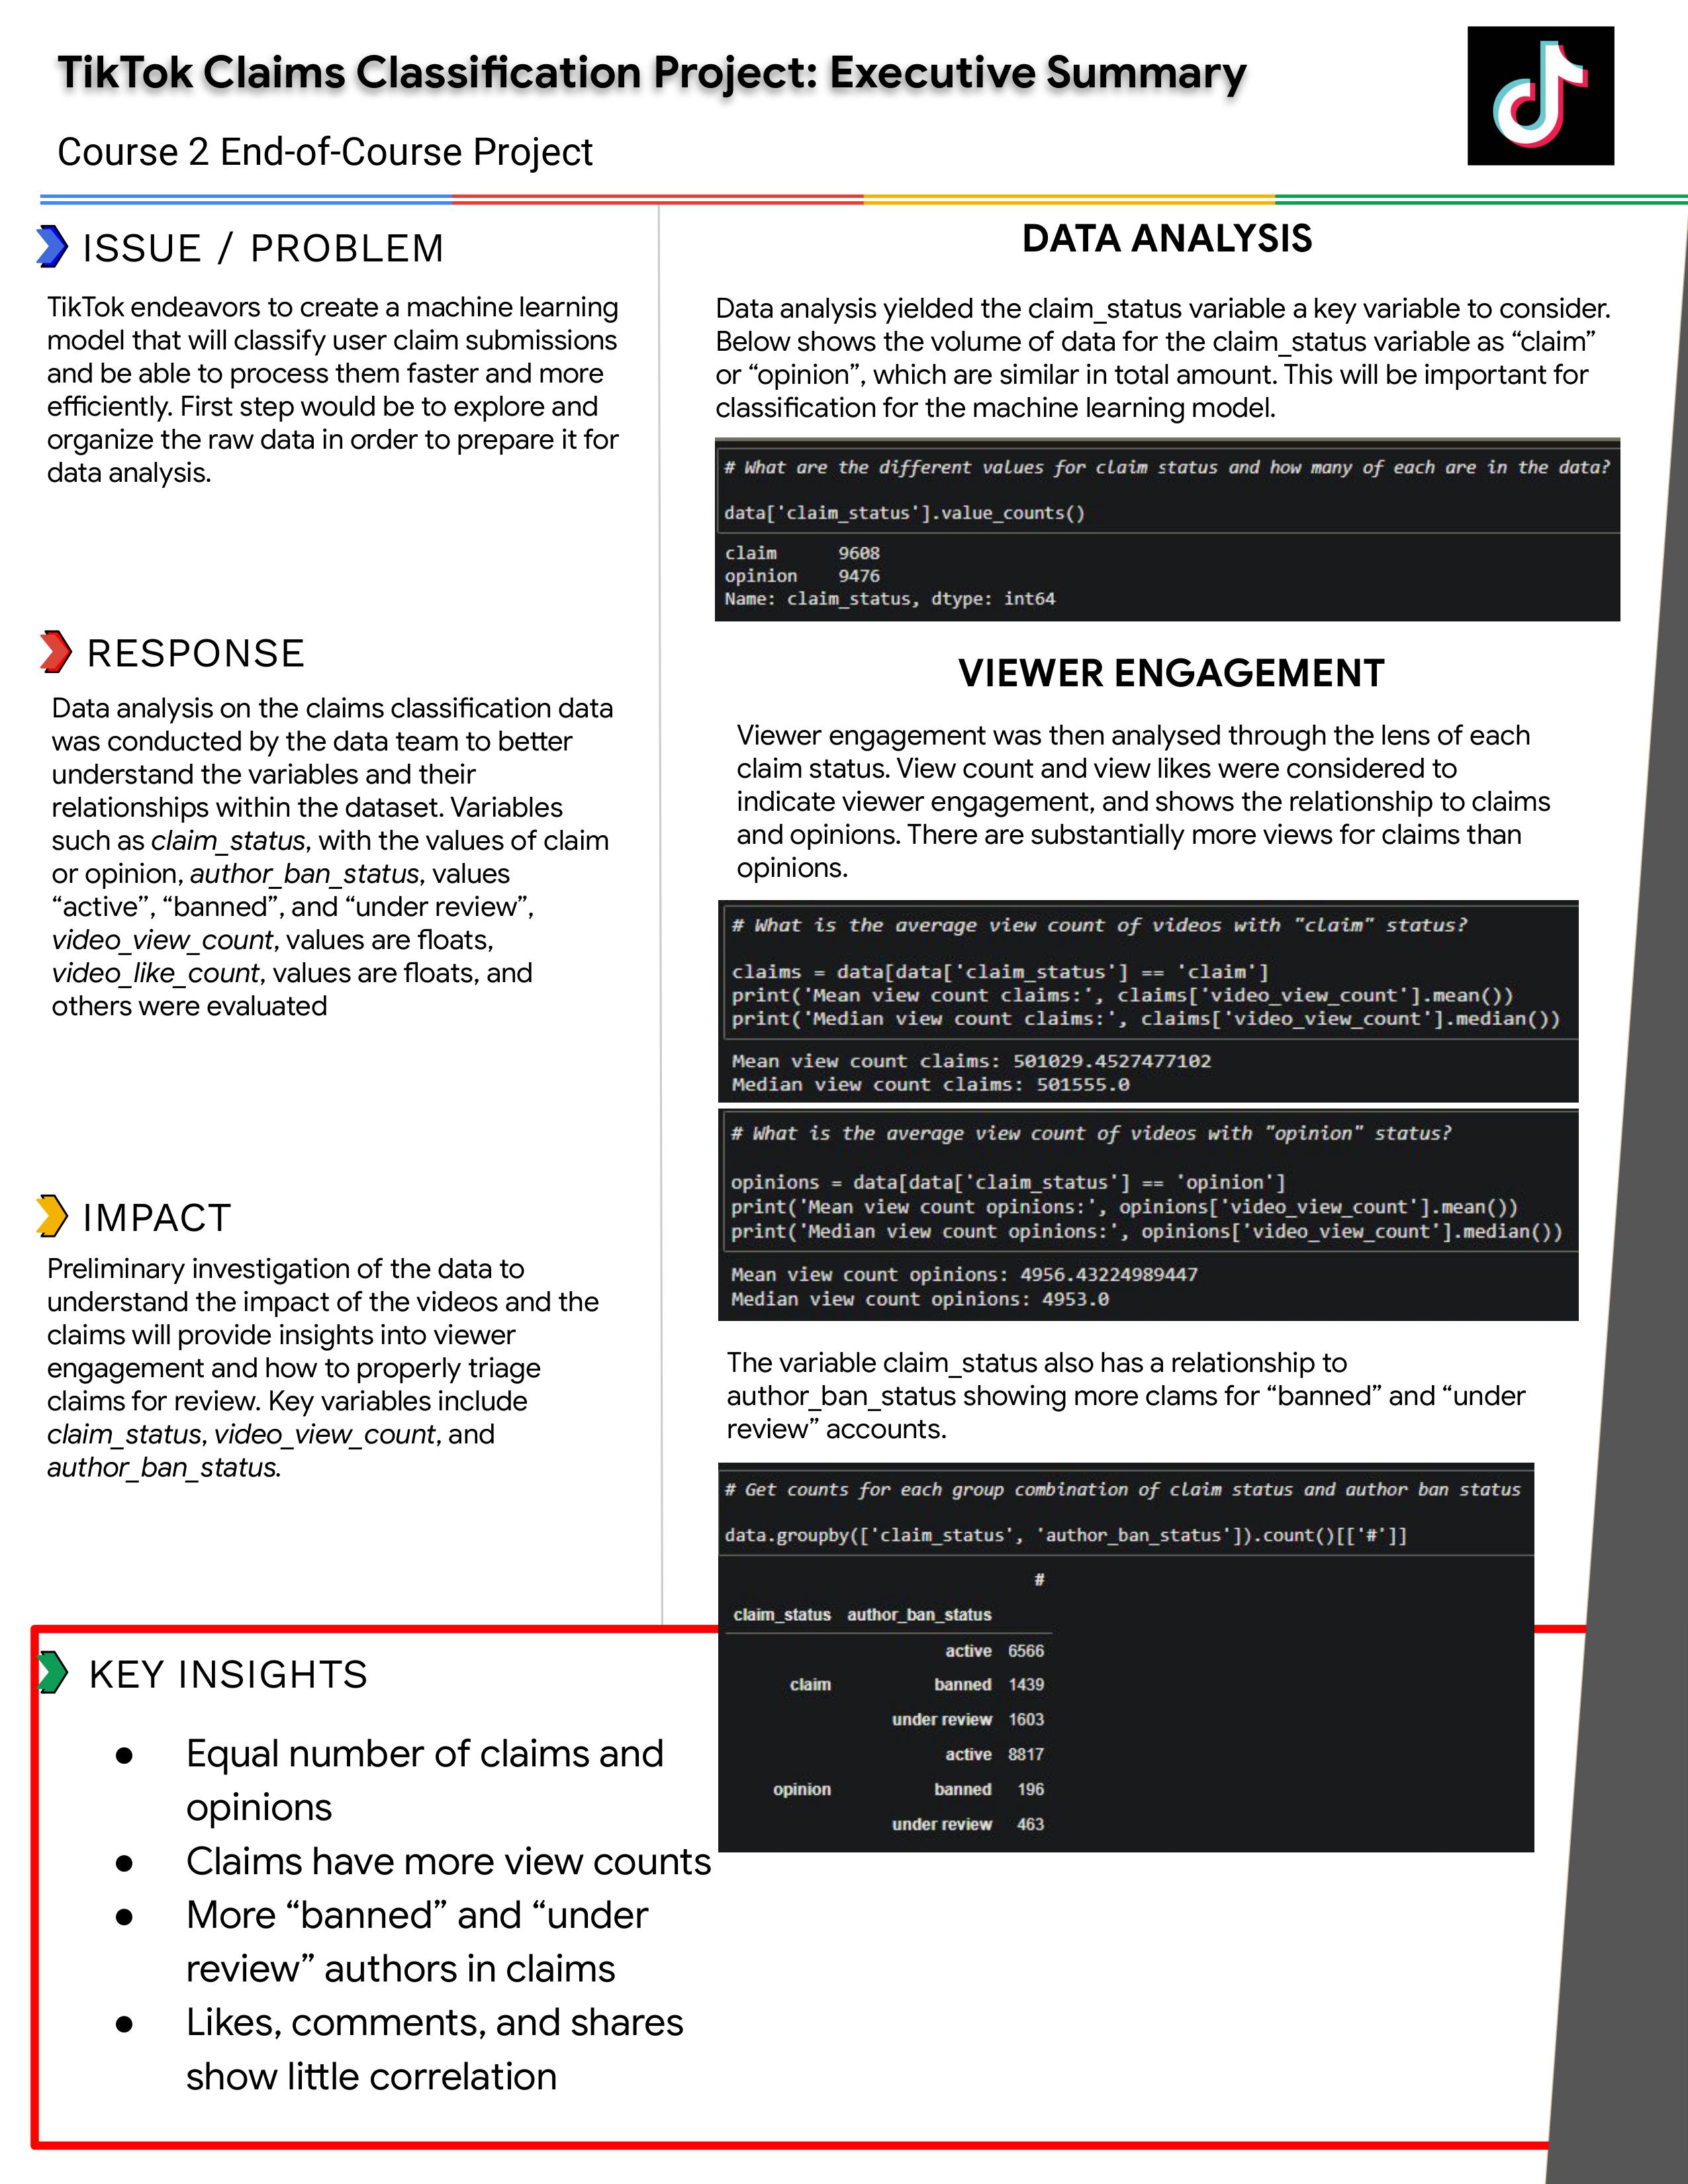 TikTok Claims Classification Project: Executive Summary
Course 2 End-of-Course Project
ISSUE / PROBLEM
TikTok endeavors to create a machine learning
model that will classify user claim submissions
and be able to process them faster and more
efficiently. First step would be to explore and
organize the raw data in order to prepare it for
data analysis.
RESPONSE
Data analysis on the claims classification data
was conducted by the data team to better
understand the variables and their
relationships within the dataset. Variables
such as claim_status, with the values of claim
or opinion, author_ban_status, values
“active”, “banned”, and “under review”,
video_view_count, values are floats,
video_like_count, values are floats, and
others were evaluated
IMPACT
Preliminary investigation of the data to
understand the impact of the videos and the
claims will provide insights into viewer
engagement and how to properly triage
claims for review. Key variables include
claim_status, video_view_count, and
author_ban_status.
KEY INSIGHTS
● Equal number of claims and
opinions
● Claims have more view counts
● More “banned” and “under
review” authors in claims
● Likes, comments, and shares
show little correlation
DATA ANALYSIS
Data analysis yielded the claim_status variable a key variable to consider.
Below shows the volume of data for the claim_status variable as “claim”
or “opinion”, which are similar in total amount. This will be important for
classification for the machine learning model.
# What are the different values for claim status and how many of each are in the data?
data['claim_status'].value_counts()
claim 9608
opinion 9476
Name: claim_status, dtype: int64
VIEWER ENGAGEMENT
Viewer engagement was then analysed through the lens of each
claim status. View count and view likes were considered to
indicate viewer engagement, and shows the relationship to claims
and opinions. There are substantially more views for claims than
opinions.
# What is the average view count of videos with "claim" status?
claims = data[data['claim_status'] == 'claim']
print('Mean view count claims:', claims['video_view_count'].mean())
print('Median view count claims:', claims['video_view_count'].median())
Mean view count claims: 501029.4527477102
Median view count claims: 501555.0
# What is the average view count of videos with "opinion" status?
opinions = data[data['claim_status'] == 'opinion']
print('Mean view count opinions:', opinions['video_view_count'].mean())
print('Median view count opinions:', opinions['video_view_count'].median())
Mean view count opinions: 4956.43224989447
Median view count opinions: 4953.0
The variable claim_status also has a relationship to
author_ban_status showing more clams for “banned” and “under
review” accounts.
# Get counts for each group combination of claim status and author ban status
data.groupby(['claim_status', 'author_ban_status']).count()[['#']]
#
claim_status author_ban_status
active 6566
claim banned 1439
under review 1603
active 8817
opinion banned 196
under review 463